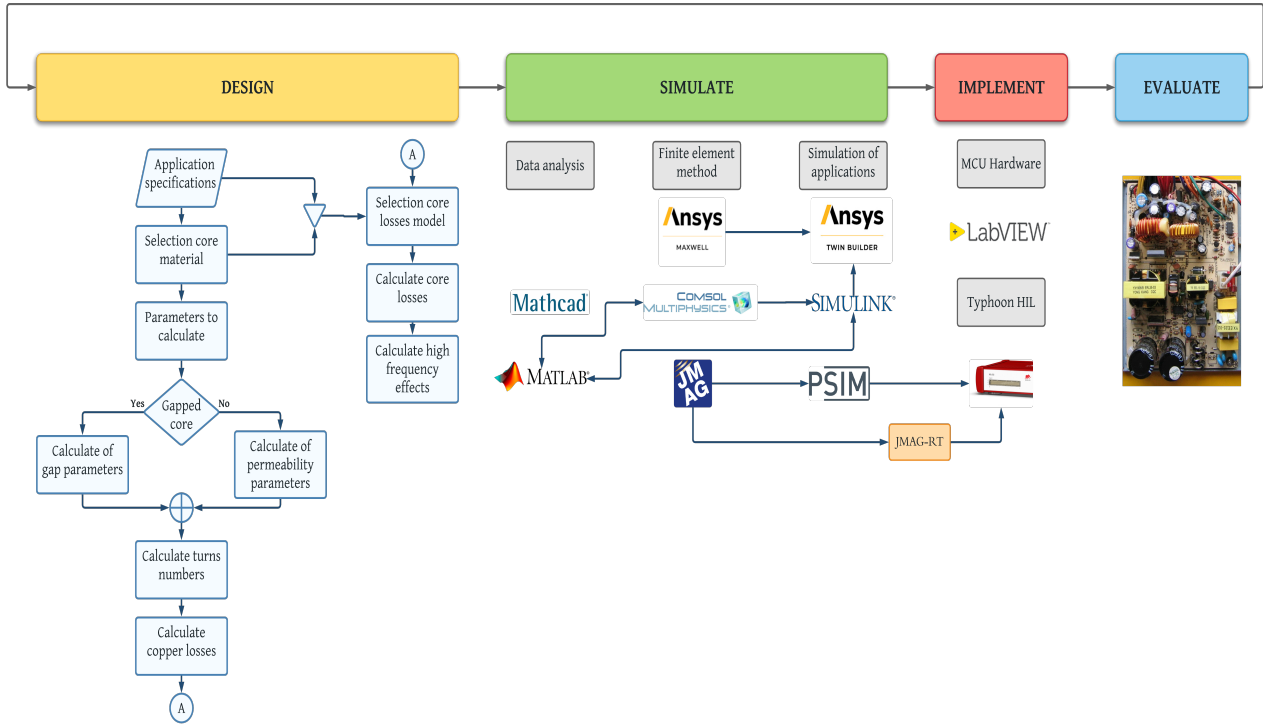 DESIGN
SIMULATE
IMPLEMENT
EVALUATE
Application
specifications
Selection core
material
Parameters to
calculate
Gapped
core
Yes
No
Calculate of
gap parameters
Calculate of
permeability
parameters
Calculate turns
numbers
Calculate
copper losses
A
A
Selection core
losses model
Calculate core
losses
Calculate high
frequency
effects
Data analysis
Finite element
method
Simulation of
applications
Ansys
MAXWELL
Ansys
TWIN BUILDER
Mathcad
COMSOL
MULTIPHYSICS®
SIMULINK®
MATLAB®
JM
AG
PSIM
JMAG-RT
MCU Hardware
LabVIEW™
Typhoon HIL